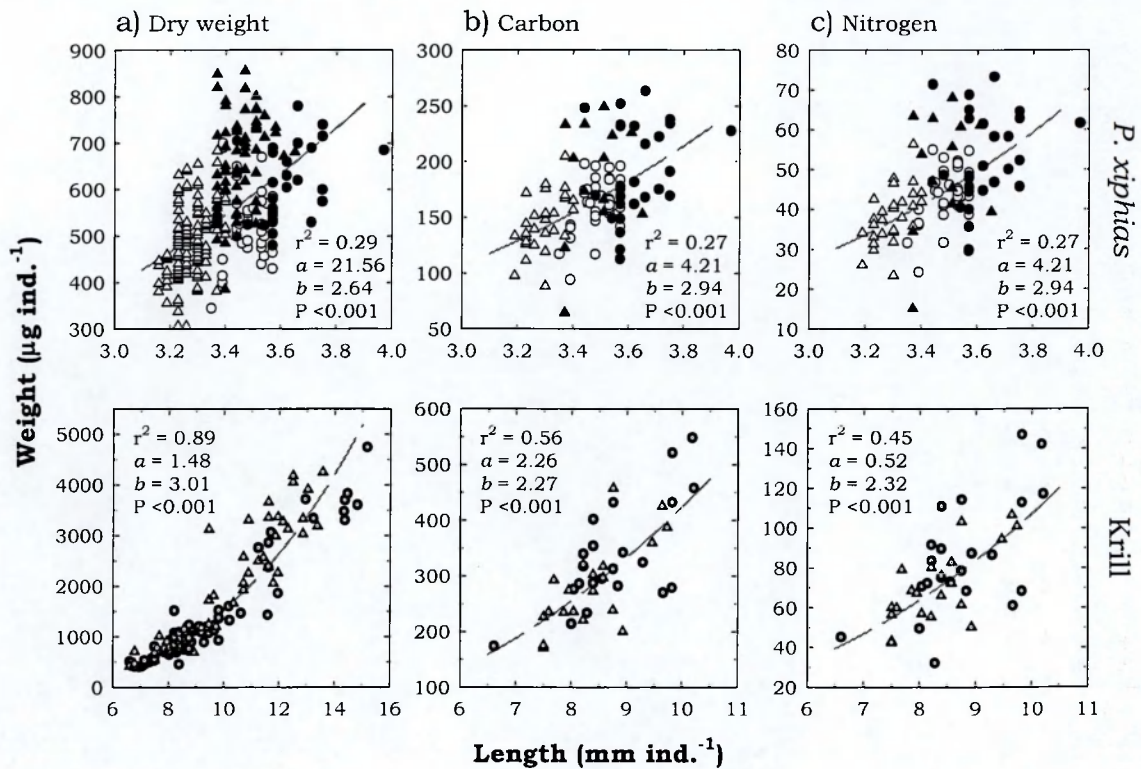 a) Dry weight
b) Carbon
c) Nitrogen
900
800
700
600
500
400
300
3.0 3.2 3.4 3.6 3.8 4.0
r² = 0.29
a = 21.56
b = 2.64
P <0.001
300
250
200
150
100
50
3.0 3.2 3.4 3.6 3.8 4.0
r² = 0.27
a = 4.21
b = 2.94
P <0.001
80
70
60
50
40
30
20
10
3.0 3.2 3.4 3.6 3.8 4.0
r² = 0.27
a = 4.21
b = 2.94
P <0.001
P. xiphias
Weight (µg ind.⁻¹)
5000
4000
3000
2000
1000
0
6 8 10 12 14 16
r² = 0.89
a = 1.48
b = 3.01
P <0.001
600
500
400
300
200
100
6 7 8 9 10 11
r² = 0.56
a = 2.26
b = 2.27
P <0.001
160
140
120
100
80
60
40
20
6 7 8 9 10 11
r² = 0.45
a = 0.52
b = 2.32
P <0.001
Krill
Length (mm ind.⁻¹)